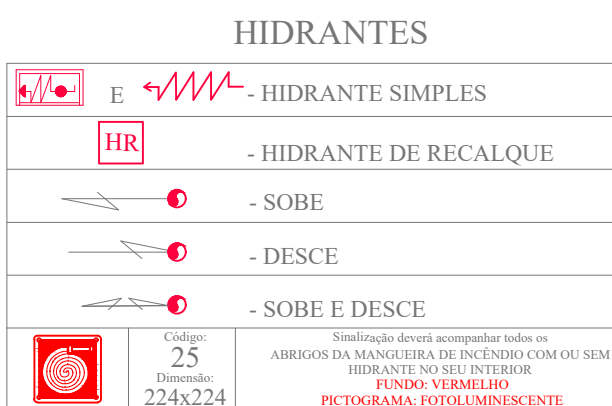 HIDRANTES
E - HIDRANTE SIMPLES
HR - HIDRANTE DE RECALQUE
- SOBE
- DESCE
- SOBE E DESCE
Código:
25
Dimensão:
224x224
Sinalização deverá acompanhar todos os
ABRIGOS DA MANGUEIRA DE INCÊNDIO COM OU SEM
HIDRANTE NO SEU INTERIOR
FUNDO: VERMELHO
PICTOGRAMA: FOTOLUMINESCENTE